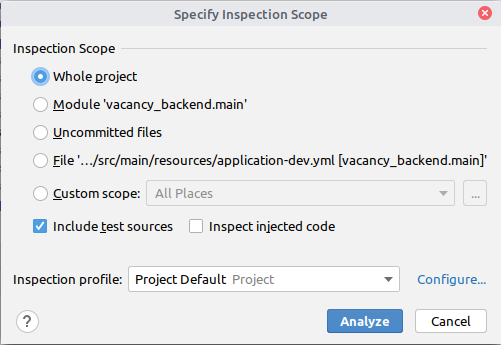 Specify Inspection Scope
Inspection Scope
Whole project
Module 'vacancy_backend.main'
Uncommitted files
File '…/src/main/resources/application-dev.yml [vacancy_backend.main]'
Custom scope: All Places ...
Include test sources Inspect injected code
Inspection profile: Project Default Project Configure...
? Analyze Cancel